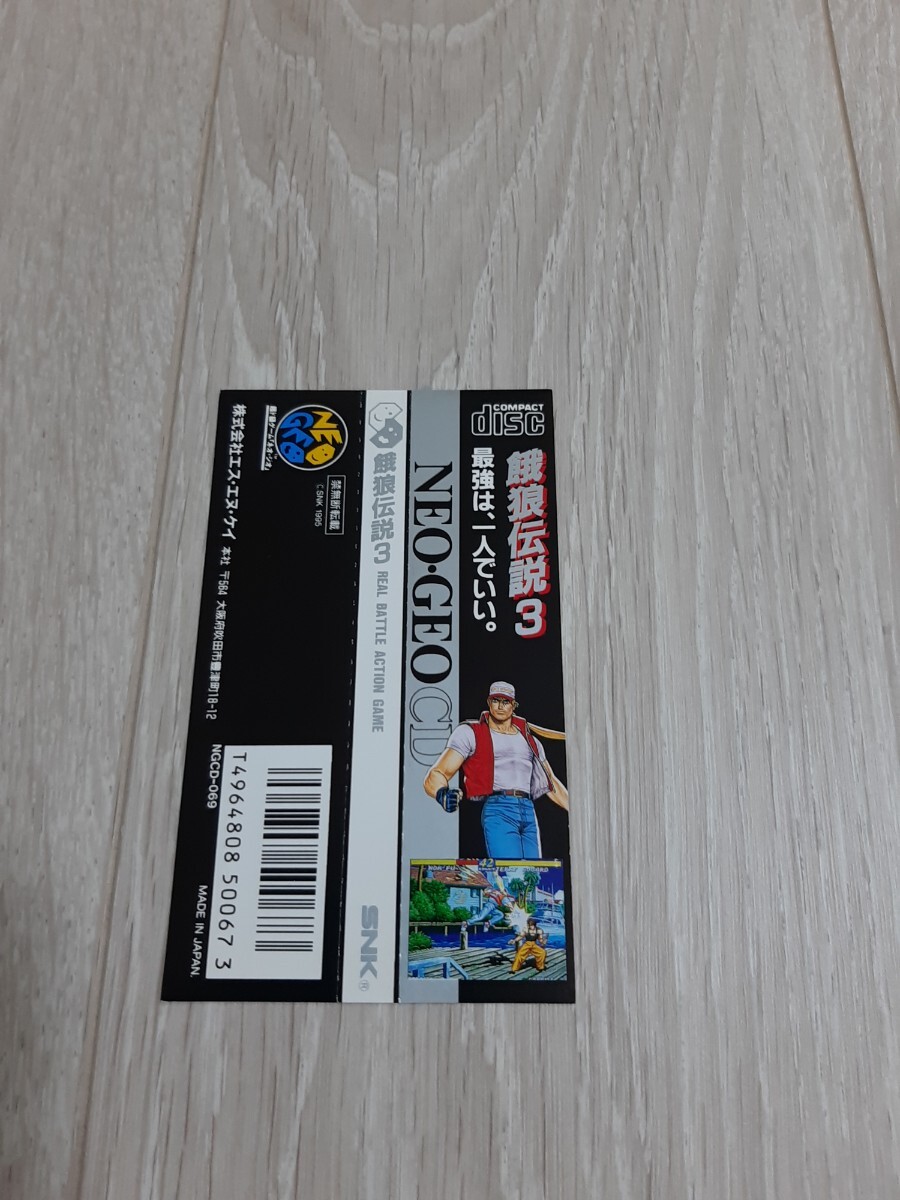 COMPACT
disc
餓狼伝説3
最強は、一人でいい。
NEO・GEO CD
餓狼伝説3 REAL BATTLE ACTION GAME
SNK®
NEO
GEO
禁無断転載
©SNK 1995
株式会社エス・エヌ・ケイ 本社 〒564 大阪府吹田市豊津町18-12
NGCD-069
T4964808 50067 3
MADE IN JAPAN.